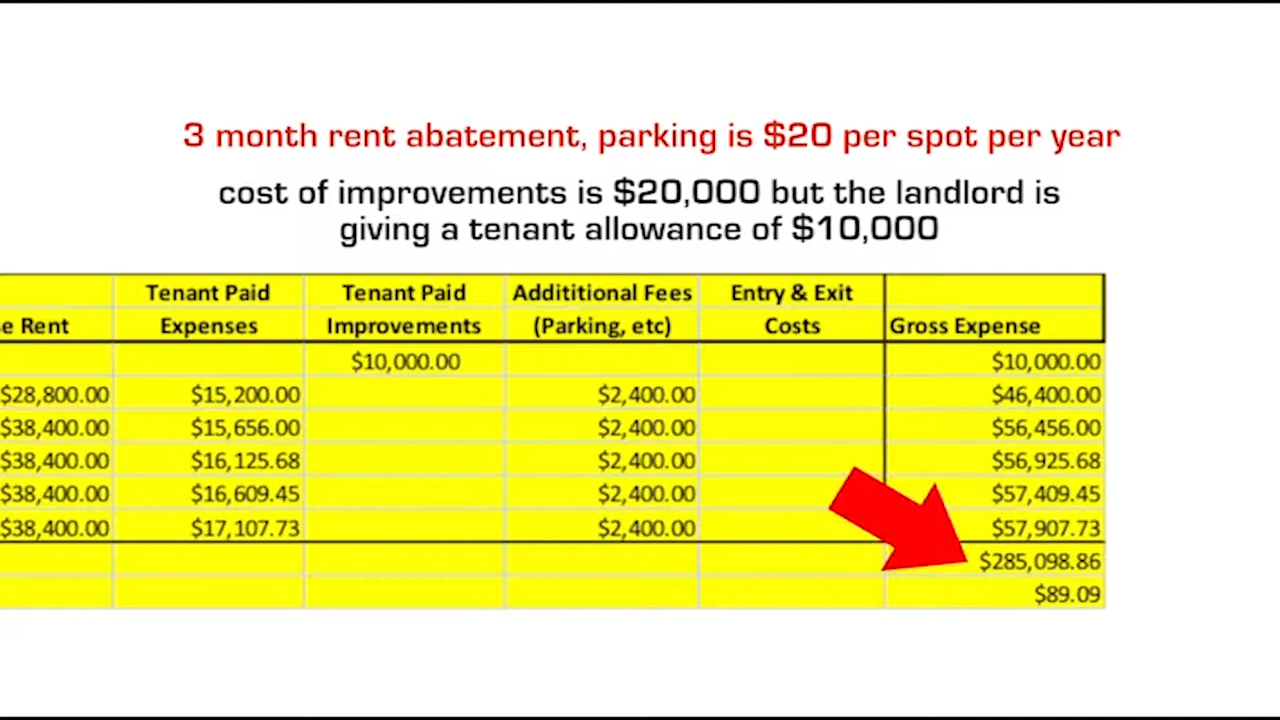 3 month rent abatement, parking is $20 per spot per year
cost of improvements is $20,000 but the landlord is
giving a tenant allowance of $10,000
Tenant Paid Tenant Paid Addititional Fees Entry & Exit
se Rent Expenses Improvements (Parking, etc) Costs Gross Expense
$10,000.00 $10,000.00
$28,800.00 $15,200.00 $2,400.00 $46,400.00
$38,400.00 $15,656.00 $2,400.00 $56,456.00
$38,400.00 $16,125.68 $2,400.00 $56,925.68
$38,400.00 $16,609.45 $2,400.00 $57,409.45
$38,400.00 $17,107.73 $2,400.00 $57,907.73
$285,098.86
$89.09